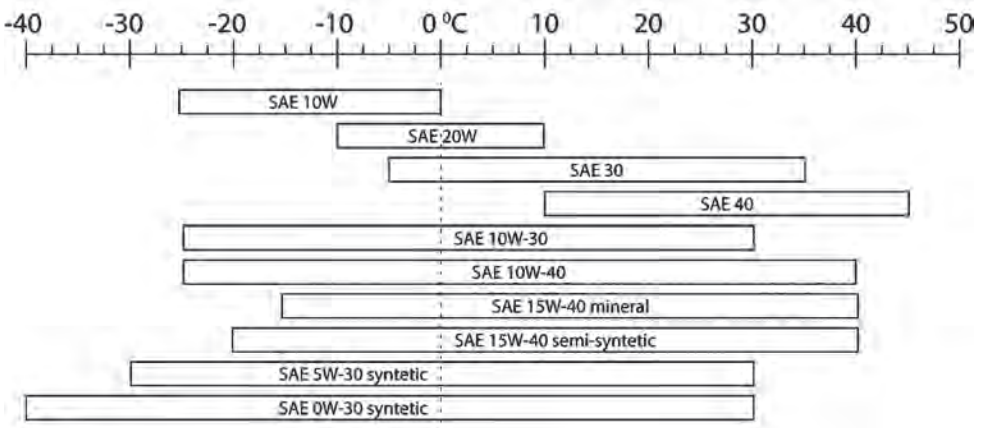 -40 -30 -20 -10 0 ºC 10 20 30 40 50
SAE 10W
SAE 20W
SAE 30
SAE 40
SAE 10W-30
SAE 10W-40
SAE 15W-40 mineral
SAE 15W-40 semi-syntetic
SAE 5W-30 syntetic
SAE 0W-30 syntetic